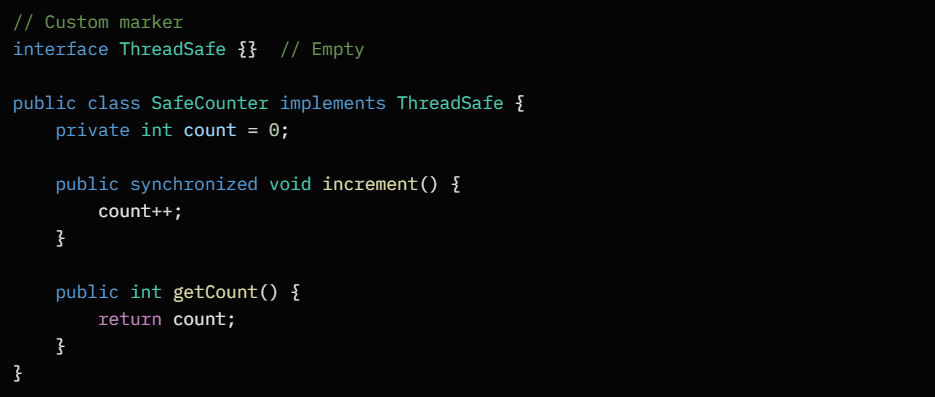 // Custom marker
interface ThreadSafe {}  // Empty

public class SafeCounter implements ThreadSafe {
    private int count = 0;

    public synchronized void increment() {
        count++;
    }

    public int getCount() {
        return count;
    }
}